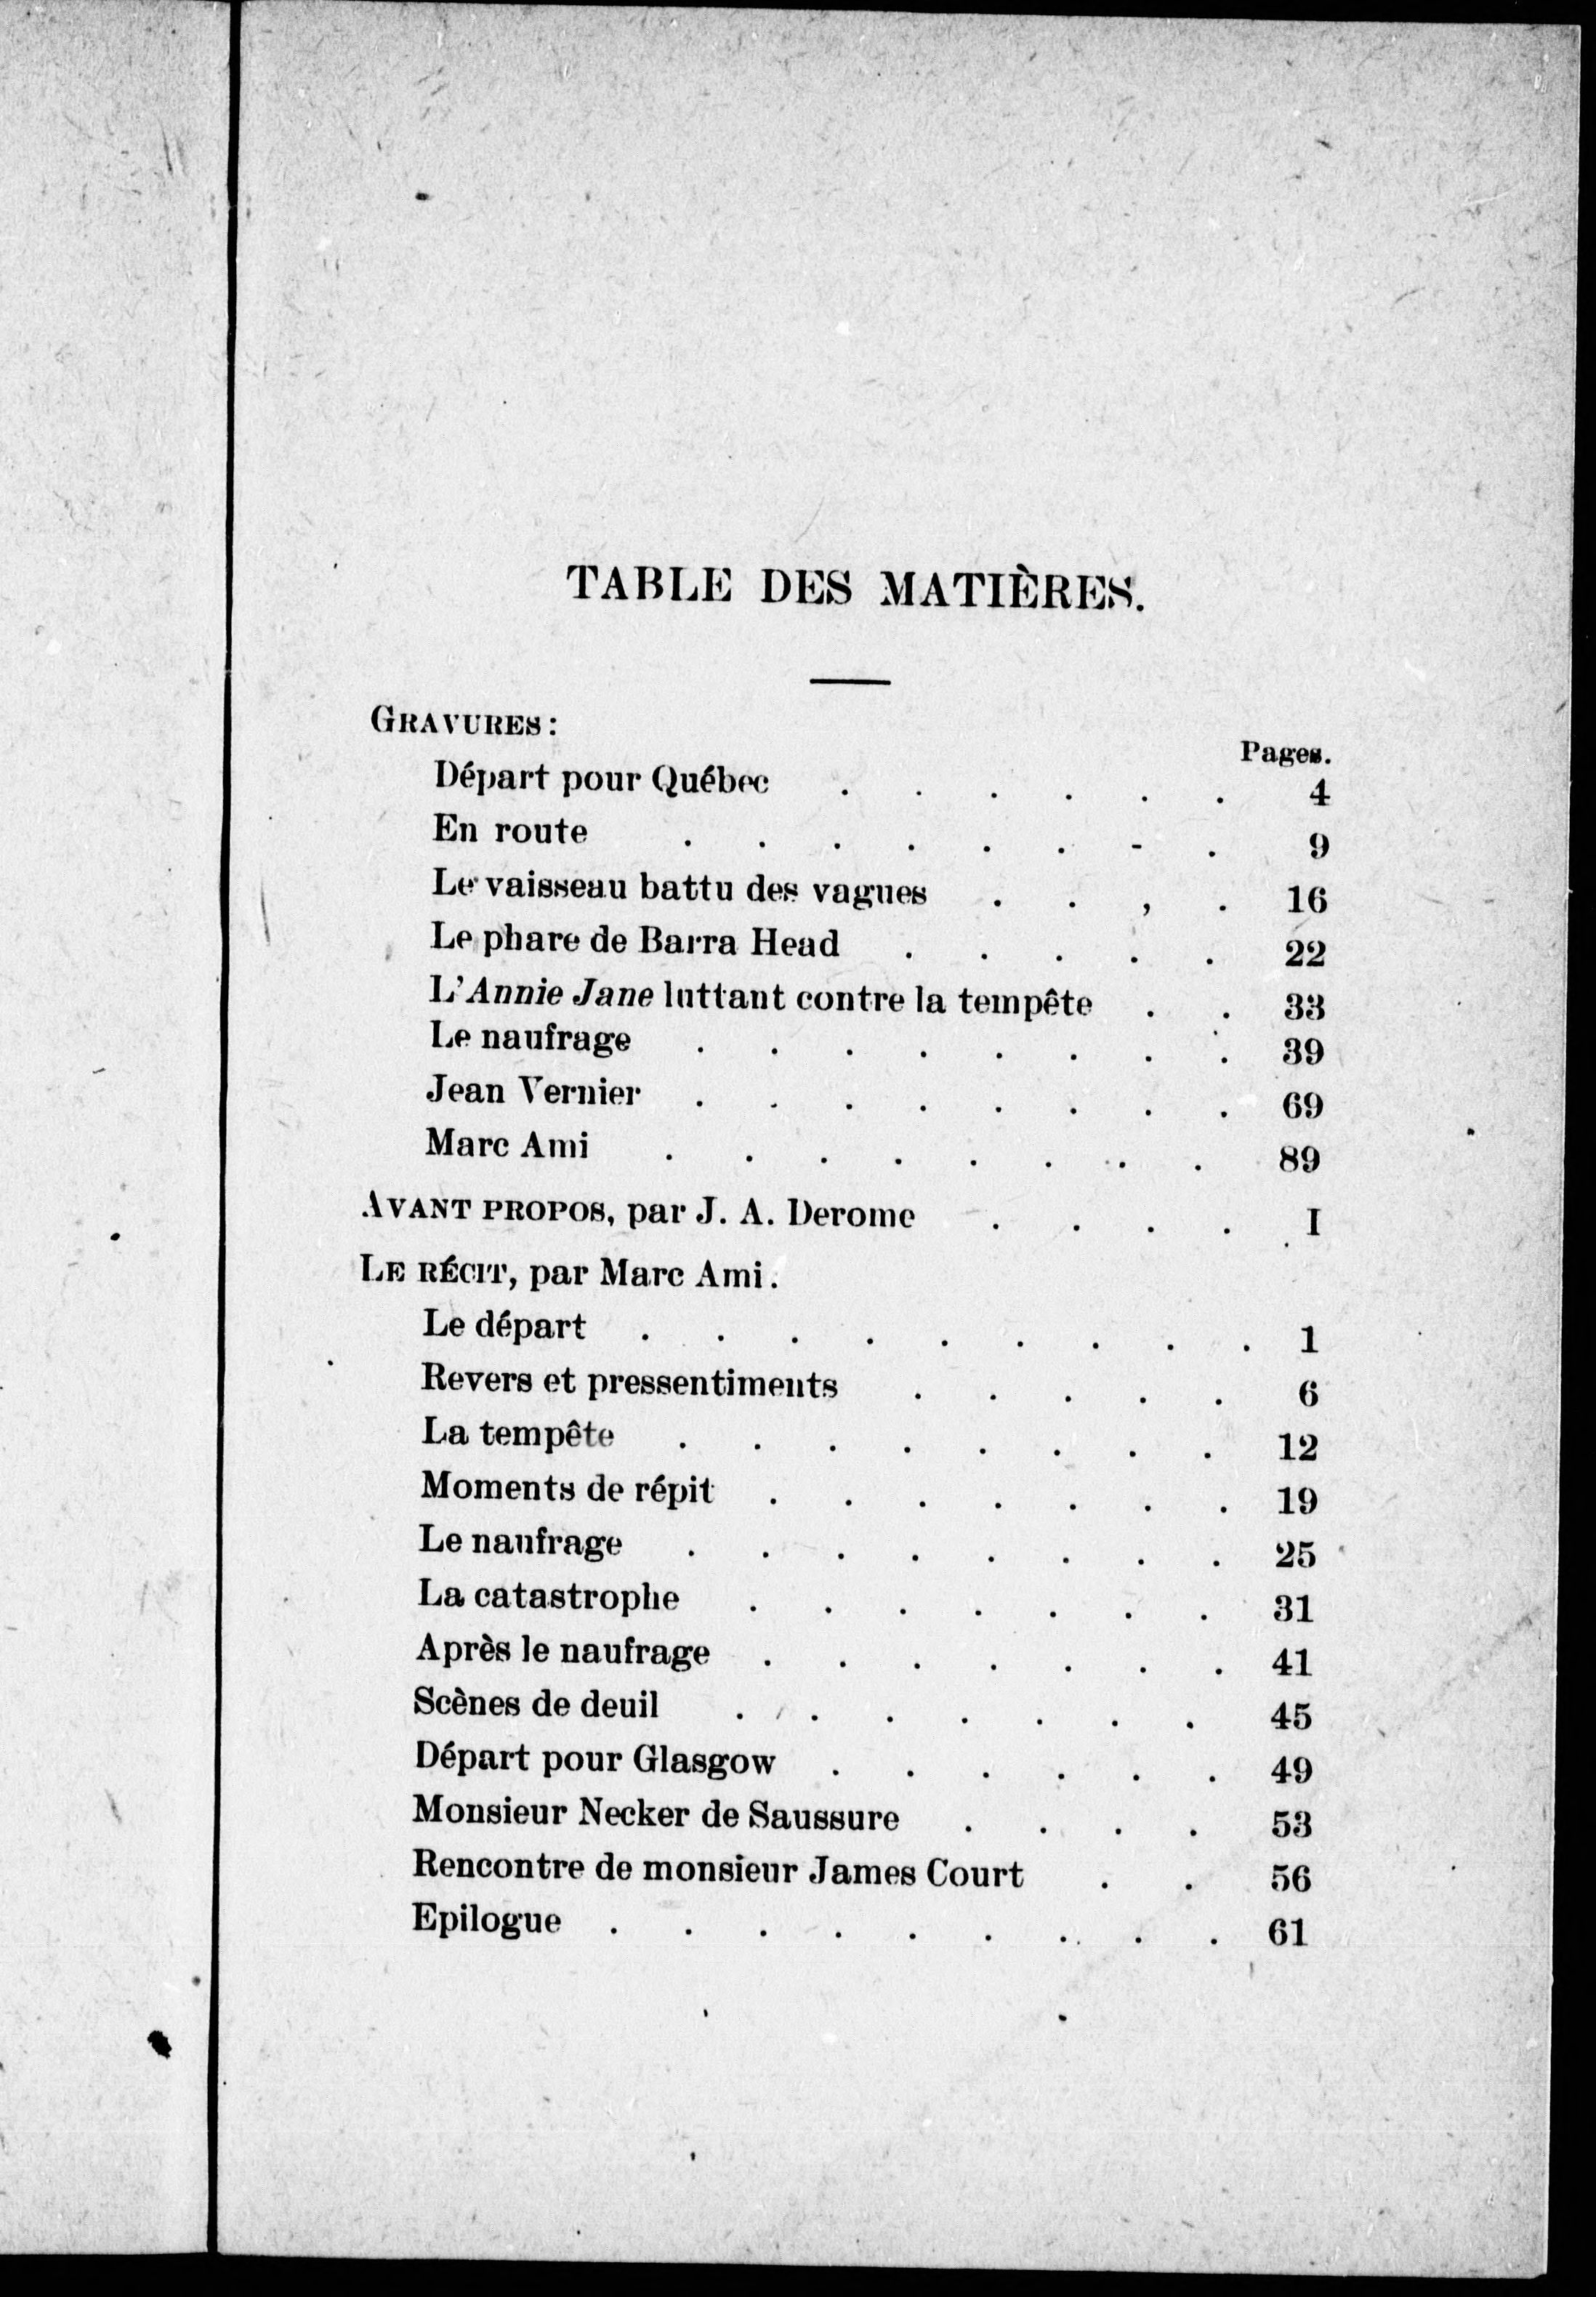 TABLE DES MATIÈRES.
GRAVURES:
Pages.
Départ pour Québec . . . . . . 4
En route . . . . . . - . 9
Le vaisseau battu des vagues . . , . 16
Le phare de Barra Head . . . . . 22
L'Annie Jane luttant contre la tempête . . 33
Le naufrage . . . . . . . . 39
Jean Vernier . . . . . . . . 69
Marc Ami . . . . . . . . 89
AVANT PROPOS, par J. A. Derome . . . . I
LE RÉCIT, par Marc Ami.
Le départ . . . . . . . . . 1
Revers et pressentiments . . . . . 6
La tempête . . . . . . . . 12
Moments de répit . . . . . . . 19
Le naufrage . . . . . . . . 25
La catastrophe . . . . . . . 31
Après le naufrage . . . . . . . 41
Scènes de deuil . . . . . . . 45
Départ pour Glasgow . . . . . . 49
Monsieur Necker de Saussure . . . . 53
Rencontre de monsieur James Court . . 56
Epilogue . . . . . . . . . 61